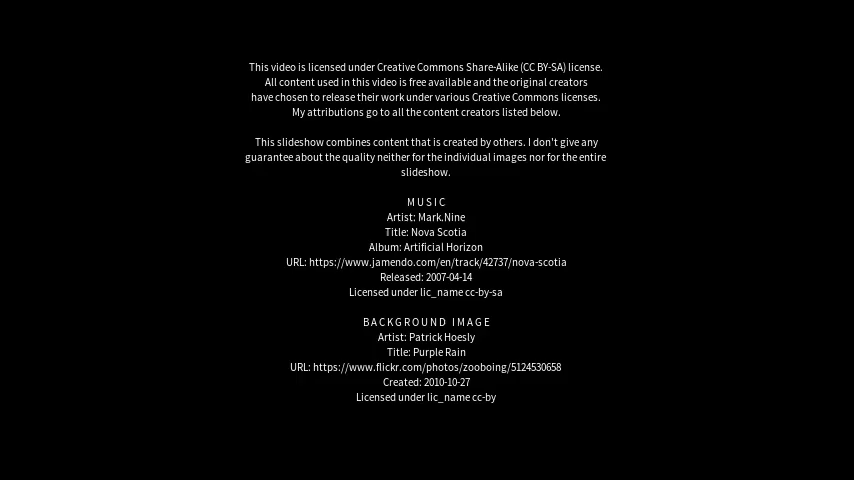 This video is licensed under Creative Commons Share-Alike (CC BY-SA) license.
All content used in this video is free available and the original creators
have chosen to release their work under various Creative Commons licenses.
My attributions go to all the content creators listed below.
This slideshow combines content that is created by others. I don't give any
guarantee about the quality neither for the individual images nor for the entire
slideshow.
MUSIC
Artist: Mark.Nine
Title: Nova Scotia
Album: Artificial Horizon
URL: https://www.jamendo.com/en/track/42737/nova-scotia
Released: 2007-04-14
Licensed under lic_name cc-by-sa
BACKGROUND IMAGE
Artist: Patrick Hoesly
Title: Purple Rain
URL: https://www.flickr.com/photos/zooboing/5124530658
Created: 2010-10-27
Licensed under lic_name cc-by